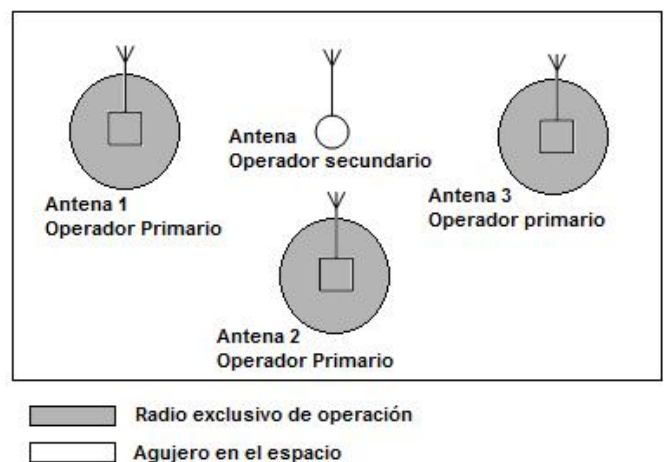 Antena
Operador secundario
Antena 1
Operador Primario
Antena 3
Operador primario
Antena 2
Operador Primario
Radio exclusivo de operación
Agujero en el espacio